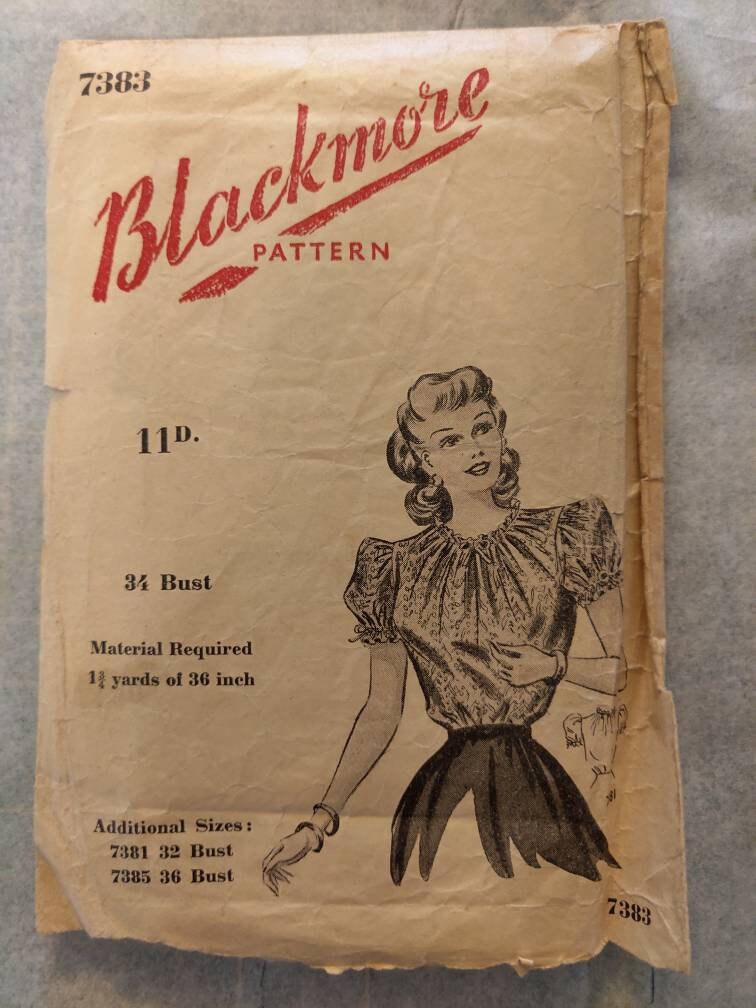 7383
Blackmore
PATTERN
11D.
34 Bust
Material Required
1¾ yards of 36 inch
Additional Sizes:
7381 32 Bust
7385 36 Bust
7383